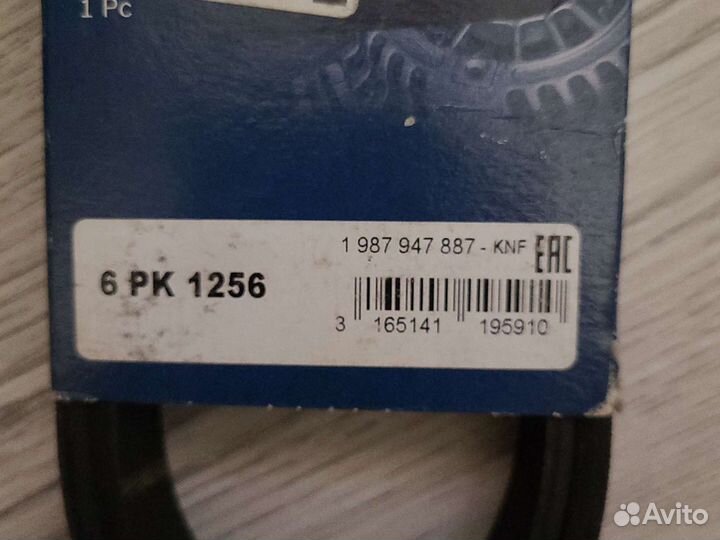 1 Pc
1 987 947 887 - KNF EAC
6 PK 1256
3 165141 195910
Avito